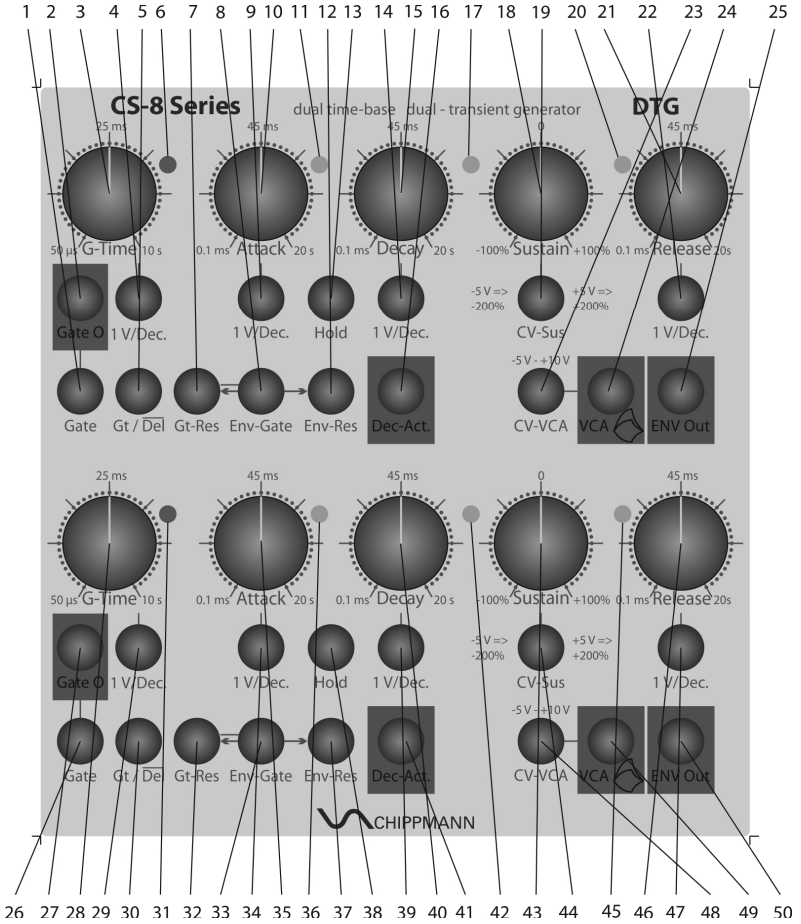 1 2 3 4 5 6 7 8 9 10 11 12 13 14 15 16 17 18 19 20 21 22 23 24 25
CS-8 Series dual time-base dual - transient generator DTG
25 ms 45 ms 45 ms 0 45 ms
50 µs G-Time 10 s 0.1 ms Attack 20 s 0.1 ms Decay 20 s -100% Sustain +100% 0.1 ms Release 20s
-5 V => +5 V =>
-200% +200%
Gate O 1 V/Dec. 1 V/Dec. Hold 1 V/Dec. CV-Sus 1 V/Dec.
-5 V - +10 V
Gate Gt / Del Gt-Res Env-Gate Env-Res Dec-Act. CV-VCA VCA ENV Out
25 ms 45 ms 45 ms 0 45 ms
50 µs G-Time 10 s 0.1 ms Attack 20 s 0.1 ms Decay 20 s -100% Sustain +100% 0.1 ms Release 20s
-5 V => +5 V =>
-200% +200%
Gate O 1 V/Dec. 1 V/Dec. Hold 1 V/Dec. CV-Sus 1 V/Dec.
-5 V - +10 V
Gate Gt / Del Gt-Res Env-Gate Env-Res Dec-Act. CV-VCA VCA ENV Out
CHIPPMANN
26 27 28 29 30 31 32 33 34 35 36 37 38 39 40 41 42 43 44 45 46 47 48 49 50